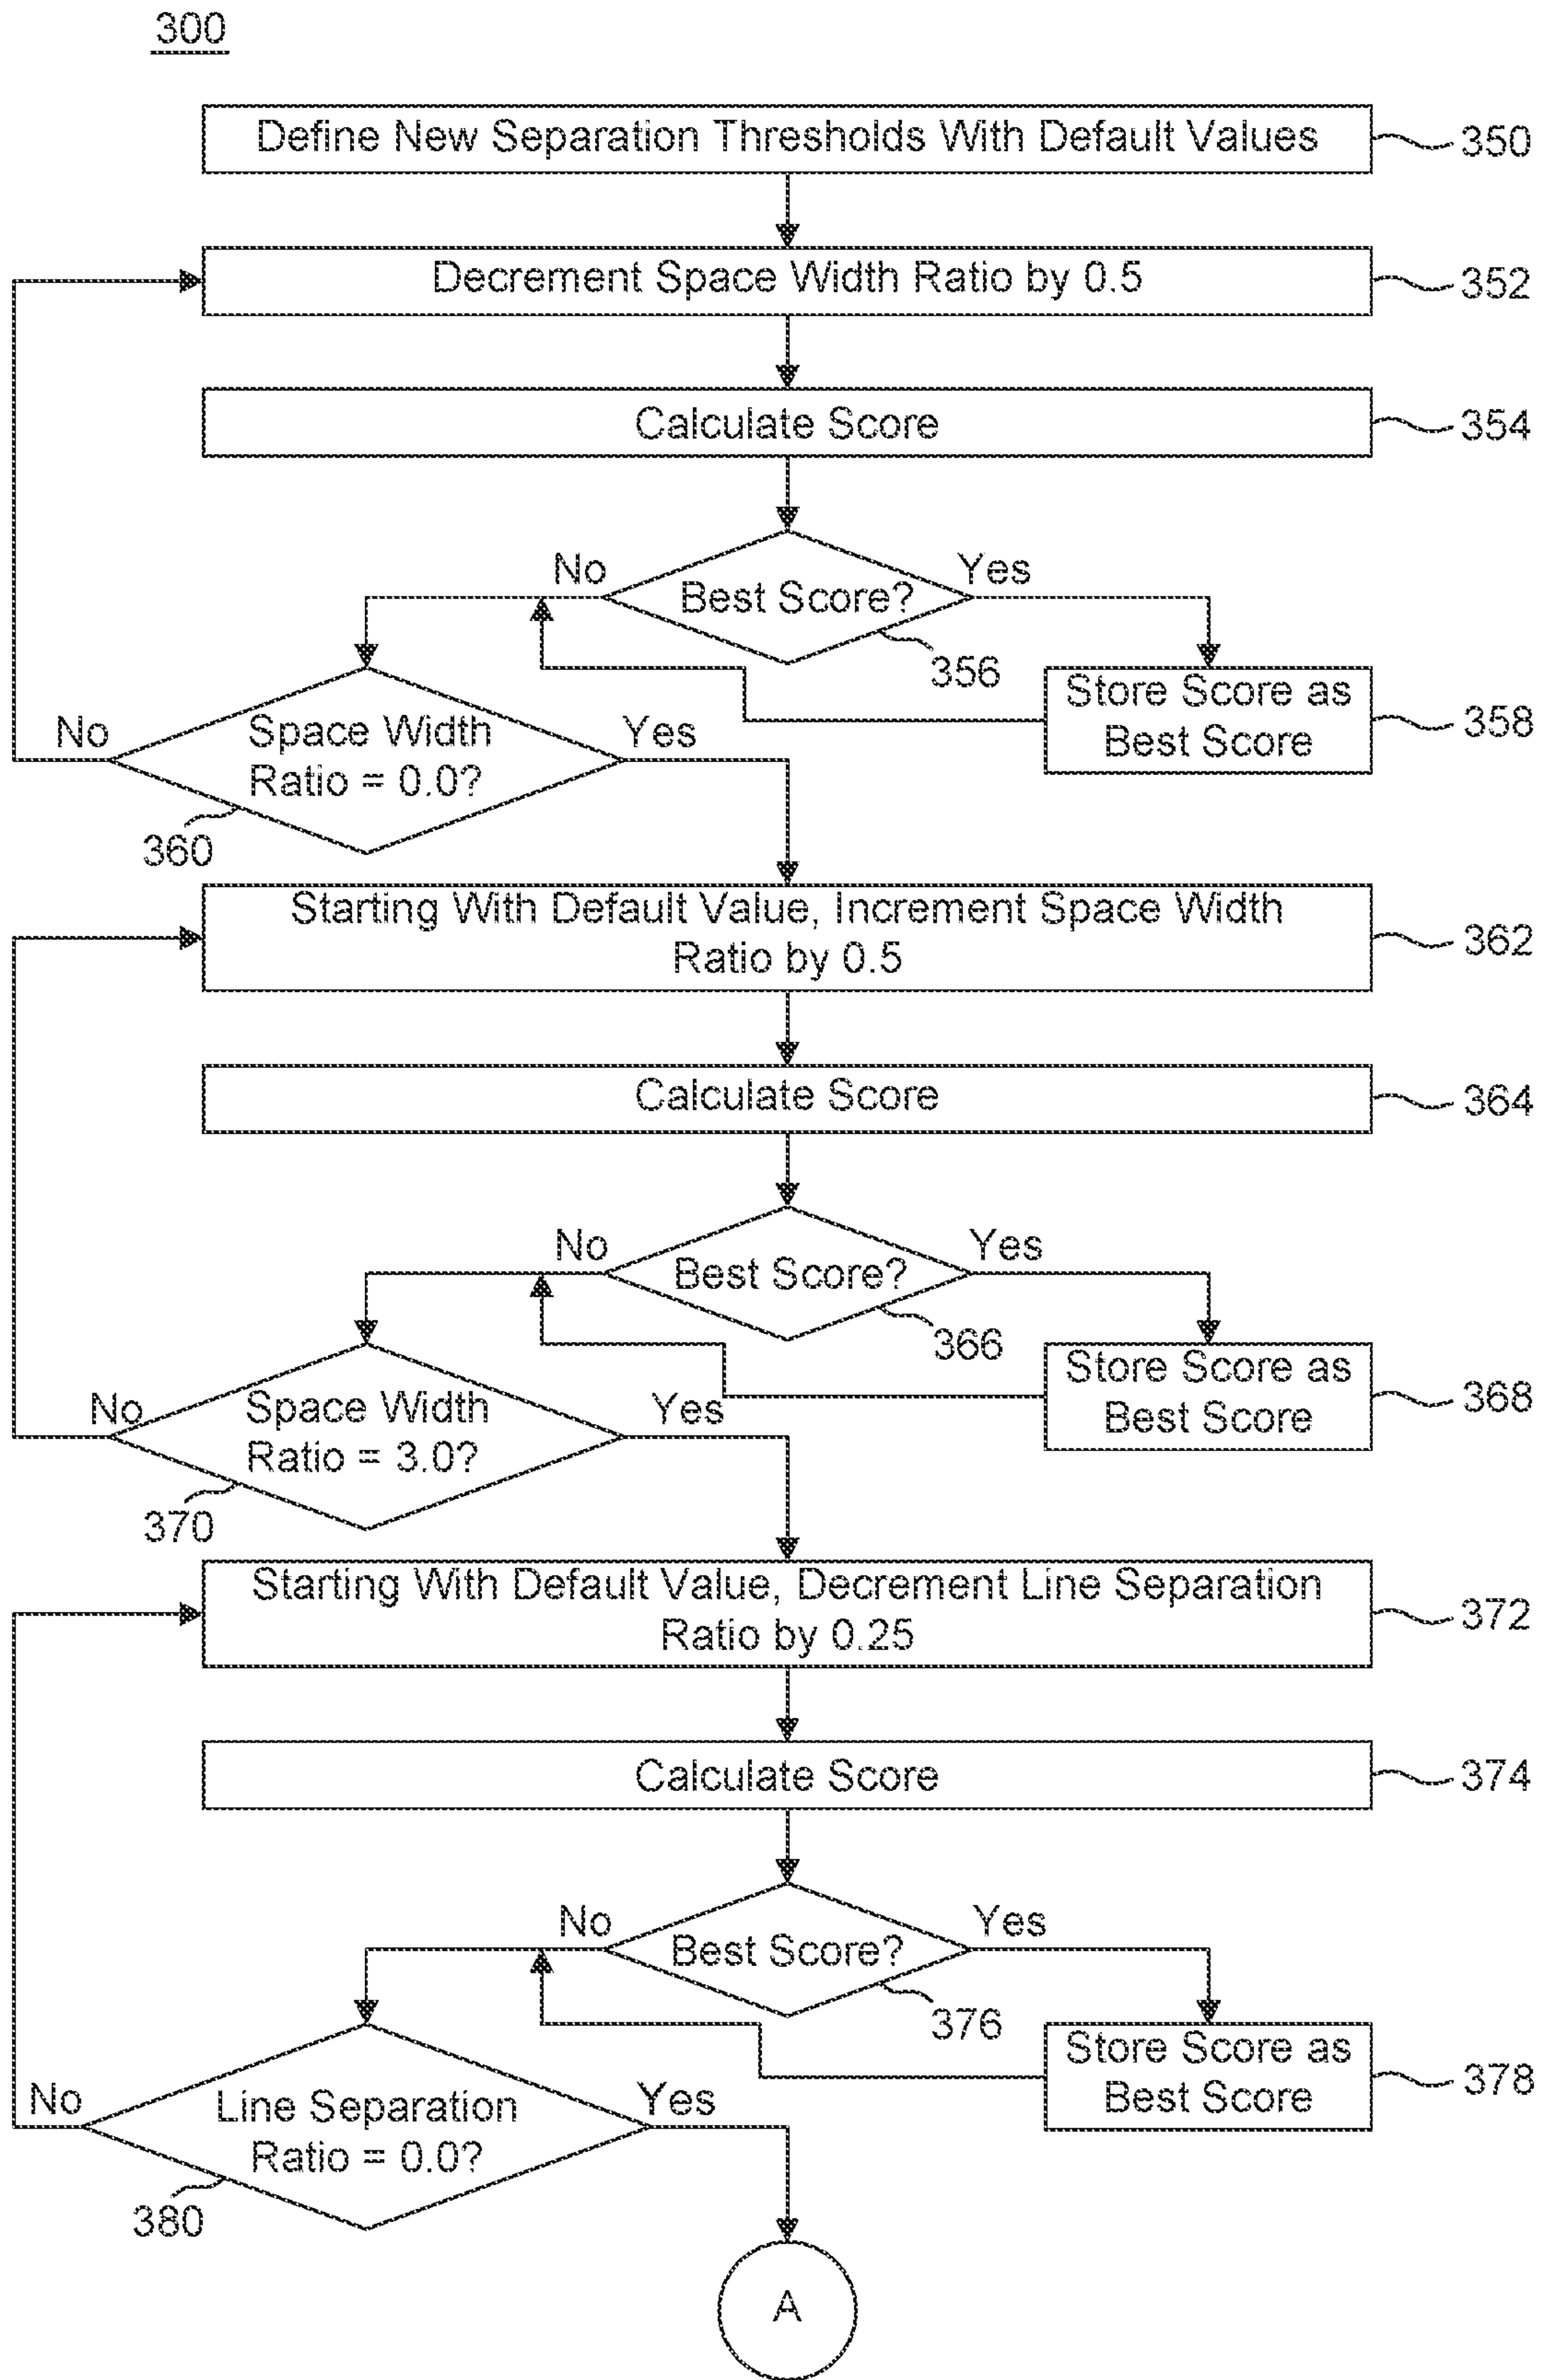 300
Define New Separation Thresholds With Default Values
350
Decrement Space Width Ratio by 0.5
352
Calculate Score
354
No
Best Score?
Yes
356
Store Score as
Best Score
358
No
Space Width
Ratio = 0.0?
Yes
360
Starting With Default Value, Increment Space Width
Ratio by 0.5
362
Calculate Score
364
No
Best Score?
Yes
366
Store Score as
Best Score
368
No
Space Width
Ratio = 3.0?
Yes
370
Starting With Default Value, Decrement Line Separation
Ratio by 0.25
372
Calculate Score
374
No
Best Score?
Yes
376
Store Score as
Best Score
378
No
Line Separation
Ratio = 0.0?
Yes
380
A